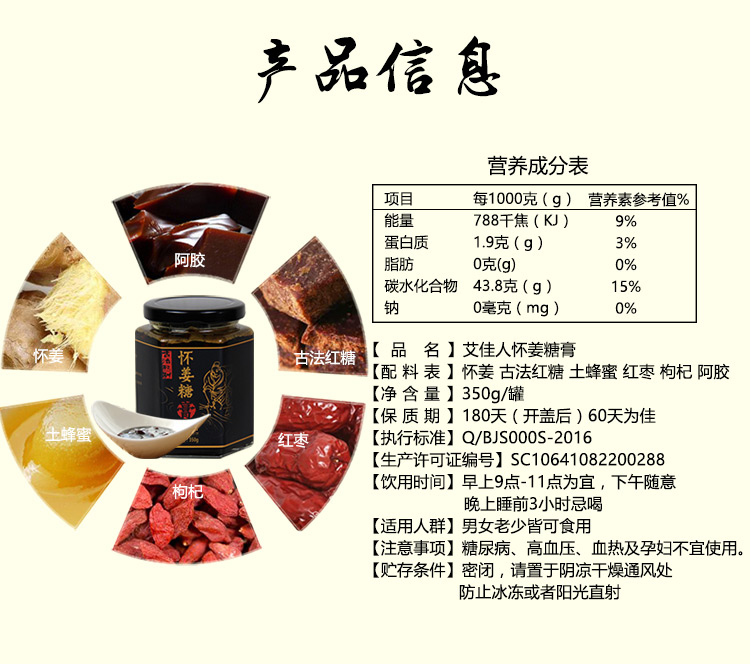 产品信息
营养成分表
项目 每1000克（g） 营养素参考值%
能量 788千焦（KJ） 9%
蛋白质 1.9克（g） 3%
脂肪 0克(g) 0%
碳水化合物 43.8克（g） 15%
钠 0毫克（mg） 0%
阿胶
怀姜
古法红糖
土蜂蜜
红枣
枸杞
怀姜糖
【 品 名 】艾佳人怀姜糖膏
【 配 料 表 】怀姜 古法红糖 土蜂蜜 红枣 枸杞 阿胶
【 净 含 量 】350g/罐
【 保 质 期 】180天（开盖后）60天为佳
【执行标准】Q/BJS000S-2016
【生产许可证编号】SC10641082200288
【饮用时间】早上9点-11点为宜，下午随意
晚上睡前3小时忌喝
【适用人群】男女老少皆可食用
【注意事项】糖尿病、高血压、血热及孕妇不宜使用。
【贮存条件】密闭，请置于阴凉干燥通风处
防止冰冻或者阳光直射